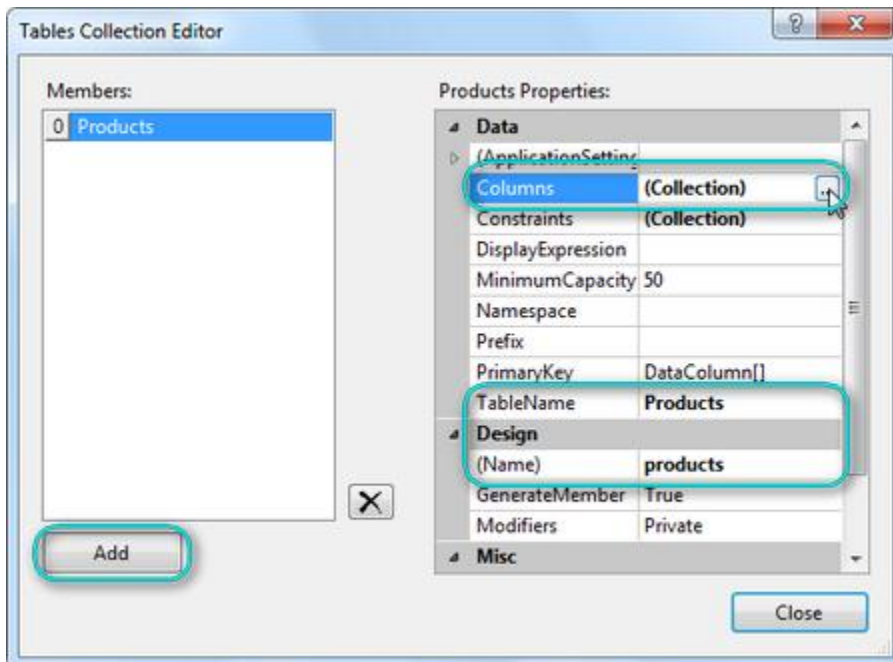 Tables Collection Editor
?
Members:
Products Properties:
0 Products
Data
(ApplicationSetting
Columns (Collection) ...
Constraints (Collection)
DisplayExpression
MinimumCapacity 50
Namespace
Prefix
PrimaryKey DataColumn[]
TableName Products
Design
(Name) products
GenerateMember True
Modifiers Private
Misc
Add
Close